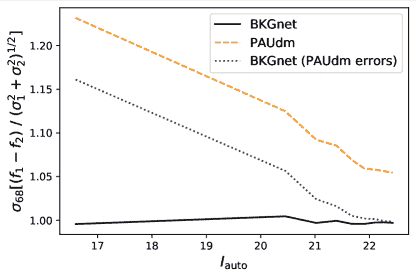 BKGnet
PAUdm
BKGnet (PAUdm errors)
σ68[(f1 − f2) / (σ1² + σ2²)^1/2]
1.20
1.15
1.10
1.05
1.00
17 18 19 20 21 22
Iauto